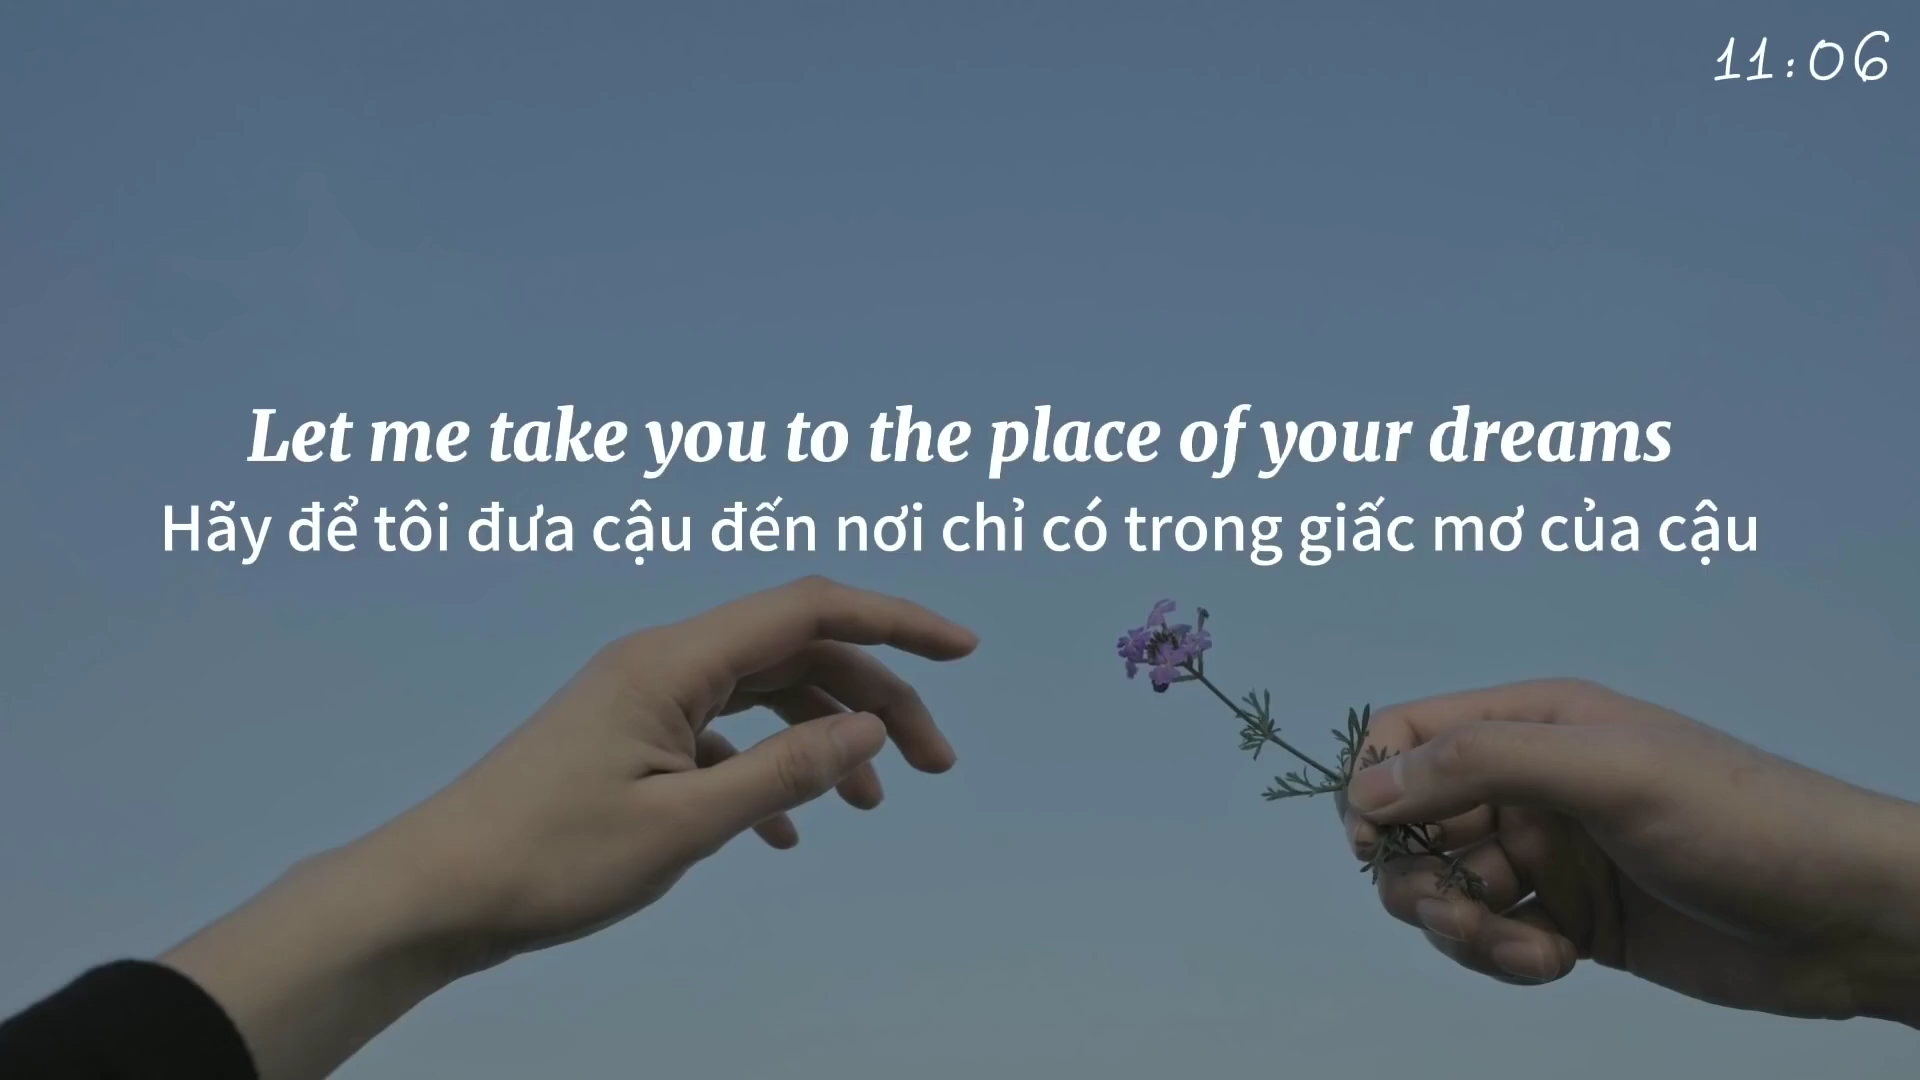 11:06
Let me take you to the place of your dreams
Hãy để tôi đưa cậu đến nơi chỉ có trong giấc mơ của cậu